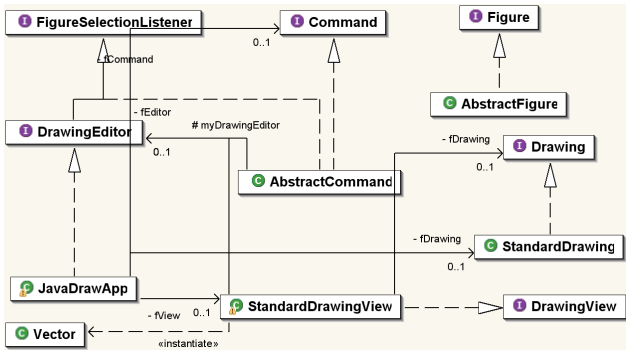 FigureSelectionListener
Command
Figure
0..1
- fCommand
AbstractFigure
- fEditor
DrawingEditor
# myDrawingEditor
0..1
- fDrawing
Drawing
0..1
AbstractCommand
- fDrawing
StandardDrawing
0..1
JavaDrawApp
- fView
0..1
StandardDrawingView
DrawingView
Vector
«instantiate»